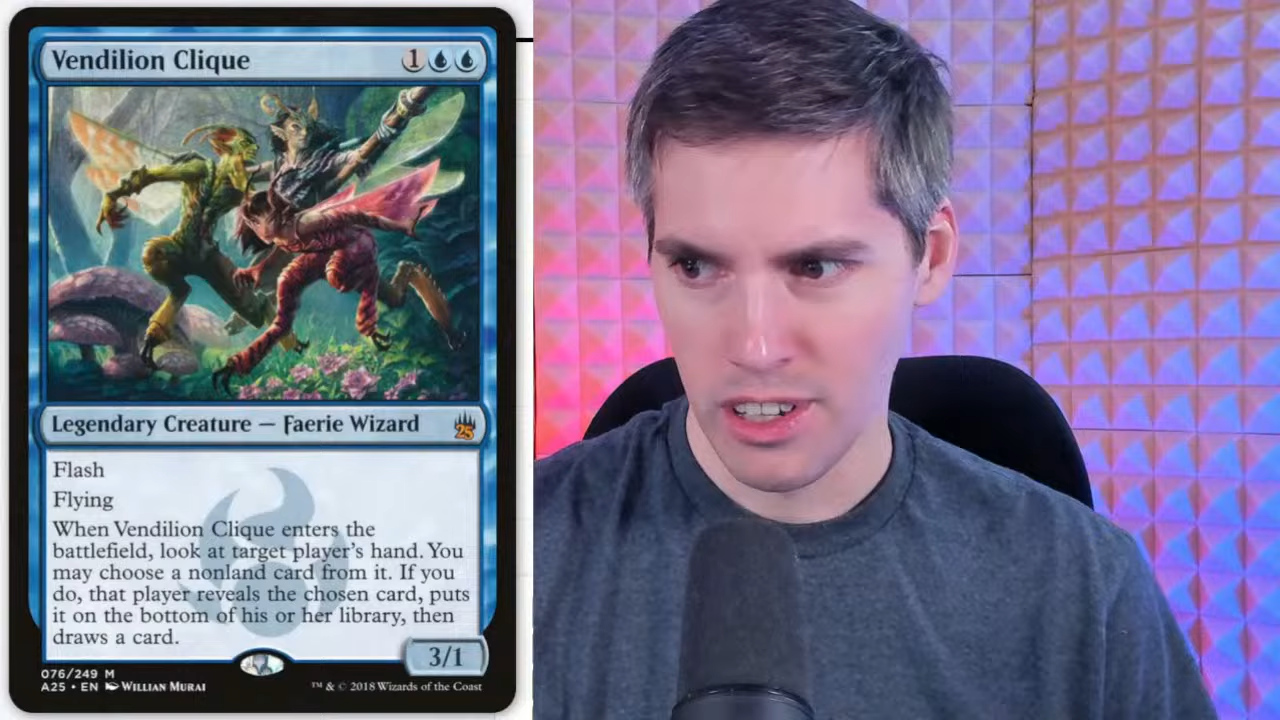 Vendilion Clique 1
Legendary Creature — Faerie Wizard 25
Flash
Flying
When Vendilion Clique enters the
battlefield, look at target player's hand. You
may choose a nonland card from it. If you
do, that player reveals the chosen card, puts
it on the bottom of his or her library, then
draws a card.
3/1
076/249 M
A25 • EN Willian Murai
™ & © 2018 Wizards of the Coast